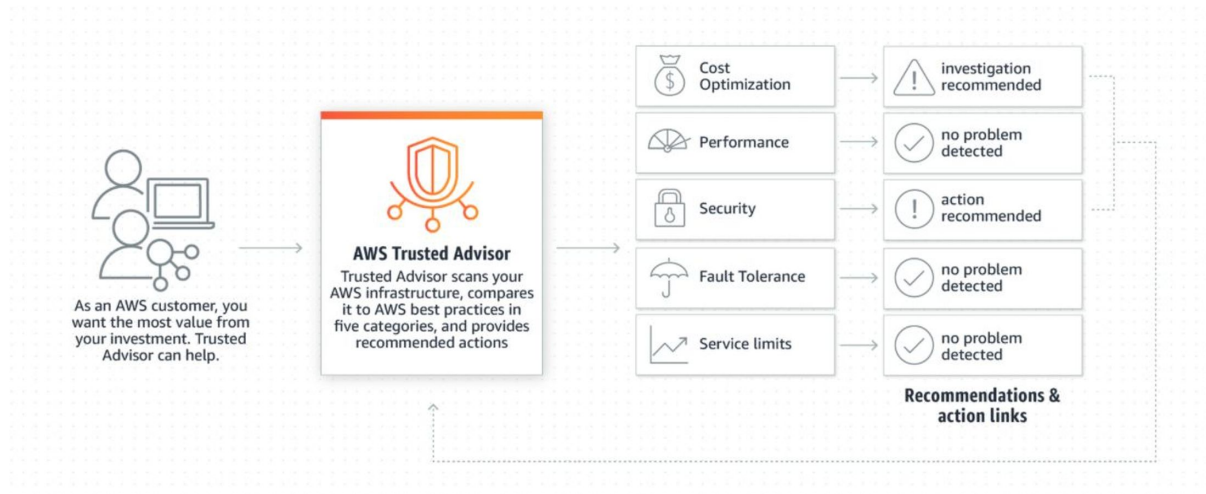 As an AWS customer, you
want the most value from
your investment. Trusted
Advisor can help.
AWS Trusted Advisor
Trusted Advisor scans your
AWS infrastructure, compares
it to AWS best practices in
five categories, and provides
recommended actions
Cost
Optimization
investigation
recommended
Performance
no problem
detected
Security
action
recommended
Fault Tolerance
no problem
detected
Service limits
no problem
detected
Recommendations &
action links